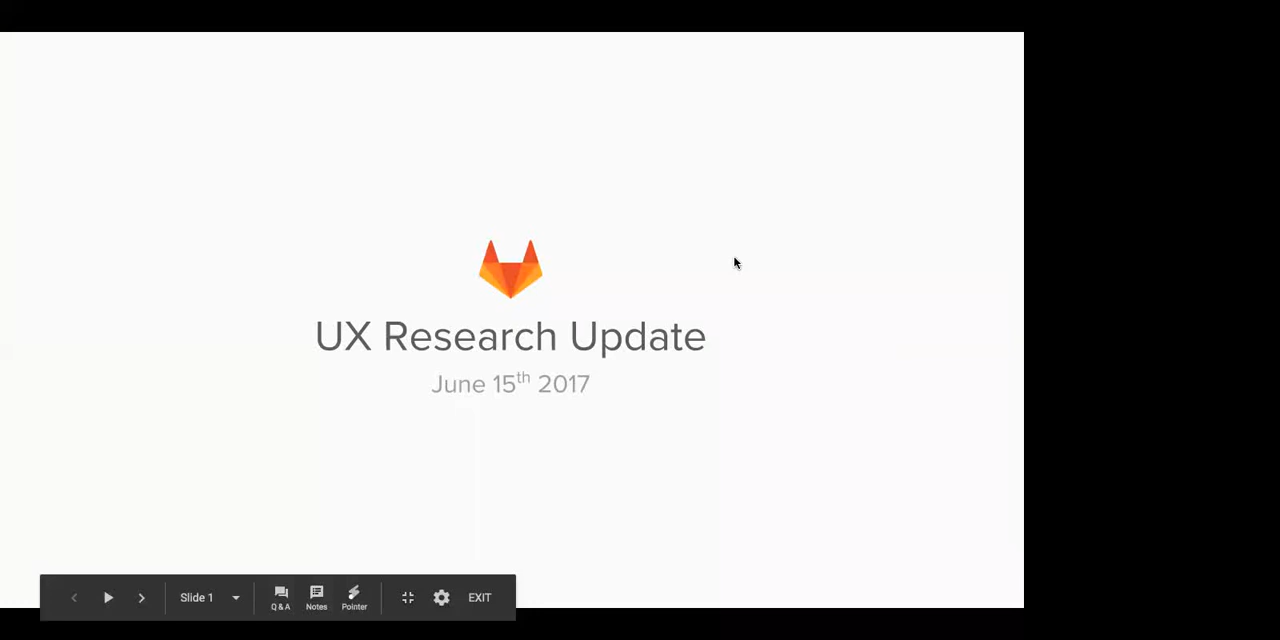 UX Research Update
June 15th 2017
Slide 1
Q & A
Notes
Pointer
EXIT